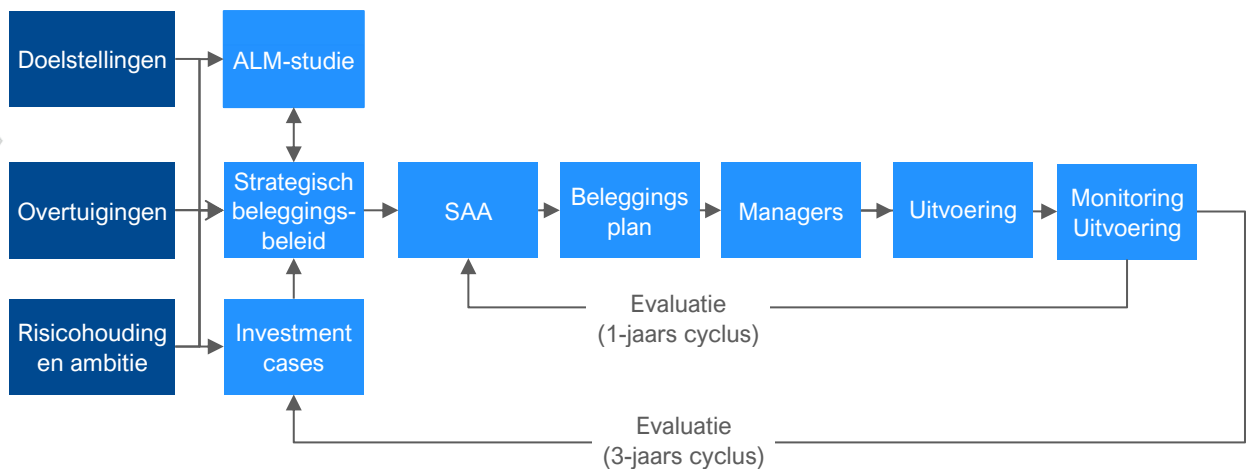 Doelstellingen
ALM-studie
Overtuigingen
Strategisch
beleggings-
beleid
SAA
Beleggings
plan
Managers
Uitvoering
Monitoring
Uitvoering
Risicohouding
en ambitie
Investment
cases
Evaluatie
(1-jaars cyclus)
Evaluatie
(3-jaars cyclus)